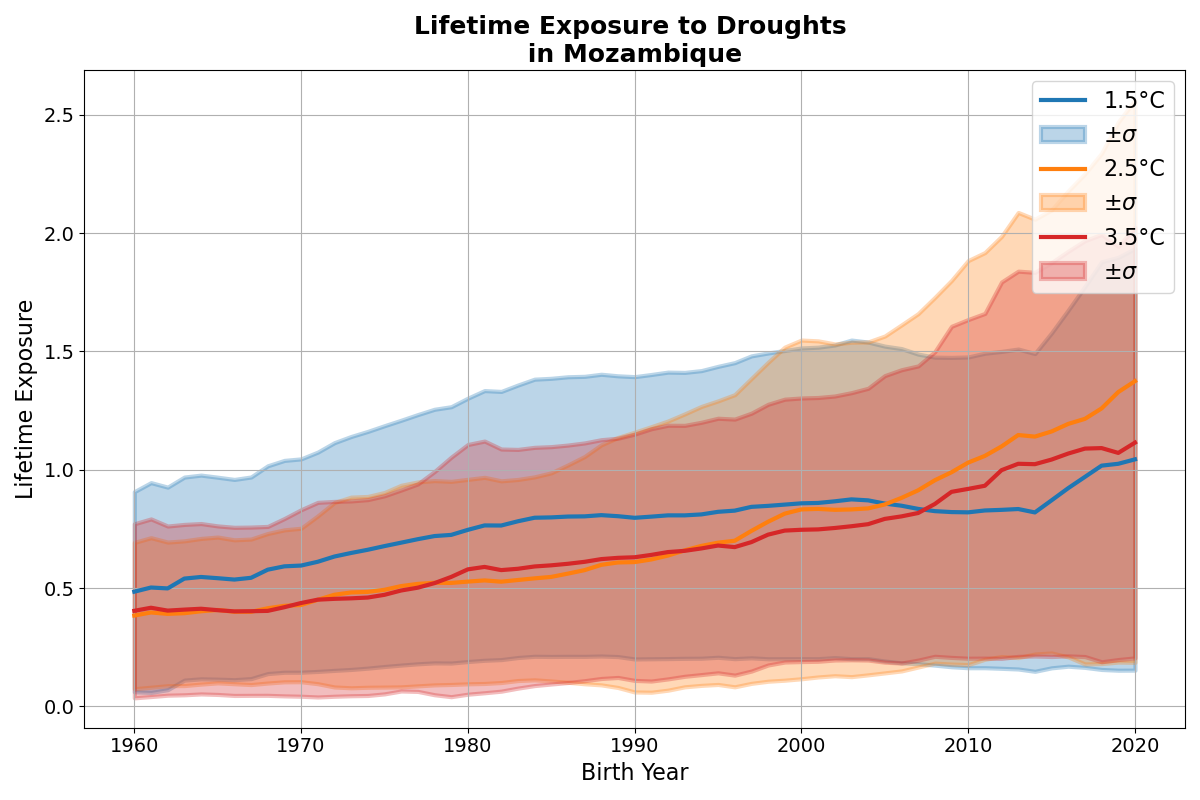 Lifetime Exposure to Droughts
in Mozambique
Lifetime Exposure
2.5
2.0
1.5
1.0
0.5
0.0
1960 1970 1980 1990 2000 2010 2020
Birth Year
1.5°C
±σ
2.5°C
±σ
3.5°C
±σ